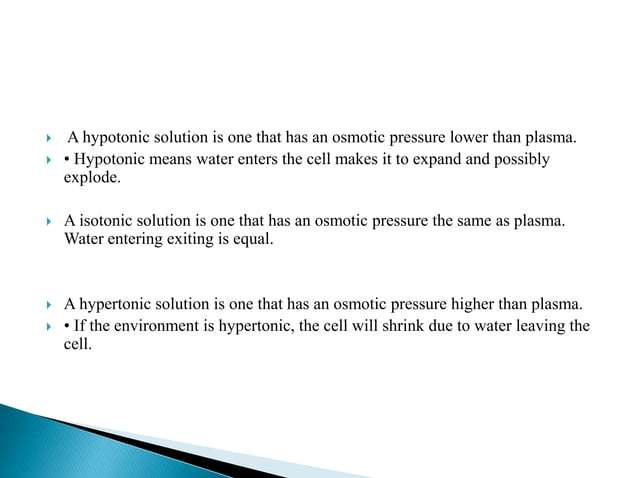 A hypotonic solution is one that has an osmotic pressure lower than plasma.
• Hypotonic means water enters the cell makes it to expand and possibly
explode.
A isotonic solution is one that has an osmotic pressure the same as plasma.
Water entering exiting is equal.
A hypertonic solution is one that has an osmotic pressure higher than plasma.
• If the environment is hypertonic, the cell will shrink due to water leaving the
cell.